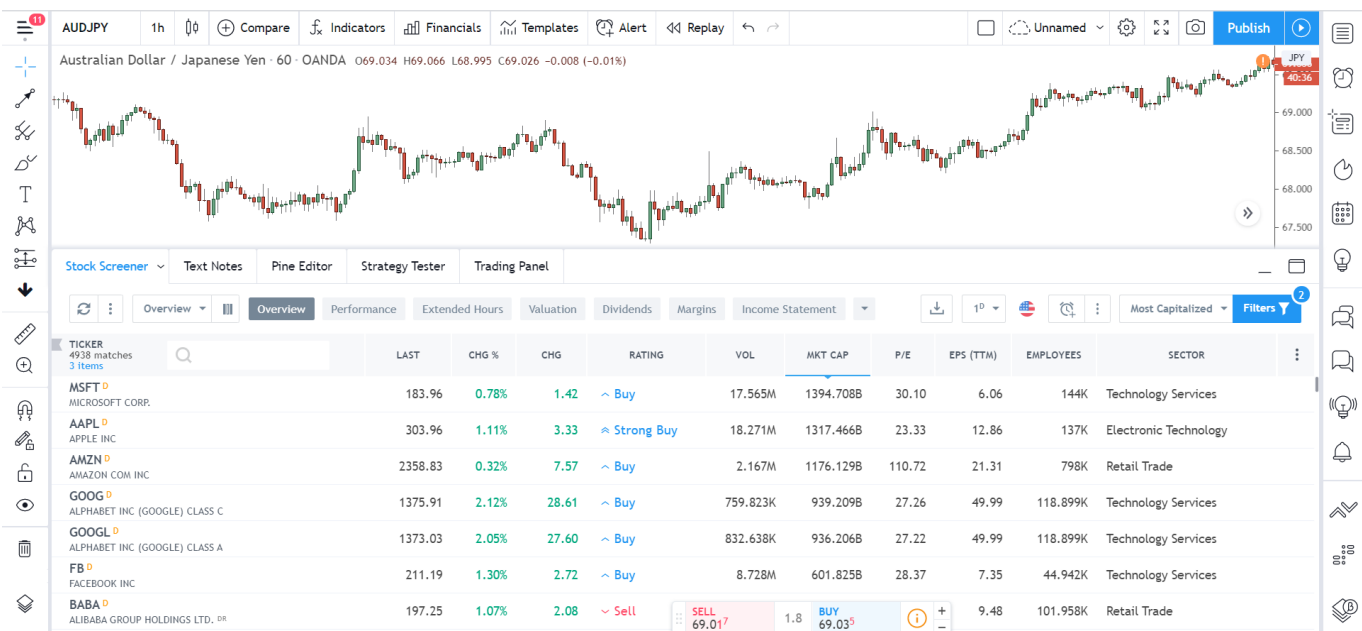 11
AUDJPY 1h Compare Indicators Financials Templates Alert Replay Unnamed Publish
Australian Dollar / Japanese Yen · 60 · OANDA O69.034 H69.066 L68.995 C69.026 −0.008 (−0.01%)
JPY
40:36
69.000
68.500
68.000
67.500
Stock Screener Text Notes Pine Editor Strategy Tester Trading Panel
Overview Overview Performance Extended Hours Valuation Dividends Margins Income Statement 1D Most Capitalized Filters 2
TICKER
4938 matches
3 items
LAST CHG % CHG RATING VOL MKT CAP P/E EPS (TTM) EMPLOYEES SECTOR
MSFT D
MICROSOFT CORP.
183.96 0.78% 1.42 Buy 17.565M 1394.708B 30.10 6.06 144K Technology Services
AAPL D
APPLE INC
303.96 1.11% 3.33 Strong Buy 18.271M 1317.466B 23.33 12.86 137K Electronic Technology
AMZN D
AMAZON COM INC
2358.83 0.32% 7.57 Buy 2.167M 1176.129B 110.72 21.31 798K Retail Trade
GOOG D
ALPHABET INC (GOOGLE) CLASS C
1375.91 2.12% 28.61 Buy 759.823K 939.209B 27.26 49.99 118.899K Technology Services
GOOGL D
ALPHABET INC (GOOGLE) CLASS A
1373.03 2.05% 27.60 Buy 832.638K 936.206B 27.22 49.99 118.899K Technology Services
FB D
FACEBOOK INC
211.19 1.30% 2.72 Buy 8.728M 601.825B 28.37 7.35 44.942K Technology Services
BABA D
ALIBABA GROUP HOLDINGS LTD. DR
197.25 1.07% 2.08 Sell 9.48 101.958K Retail Trade
SELL
69.017
1.8
BUY
69.035